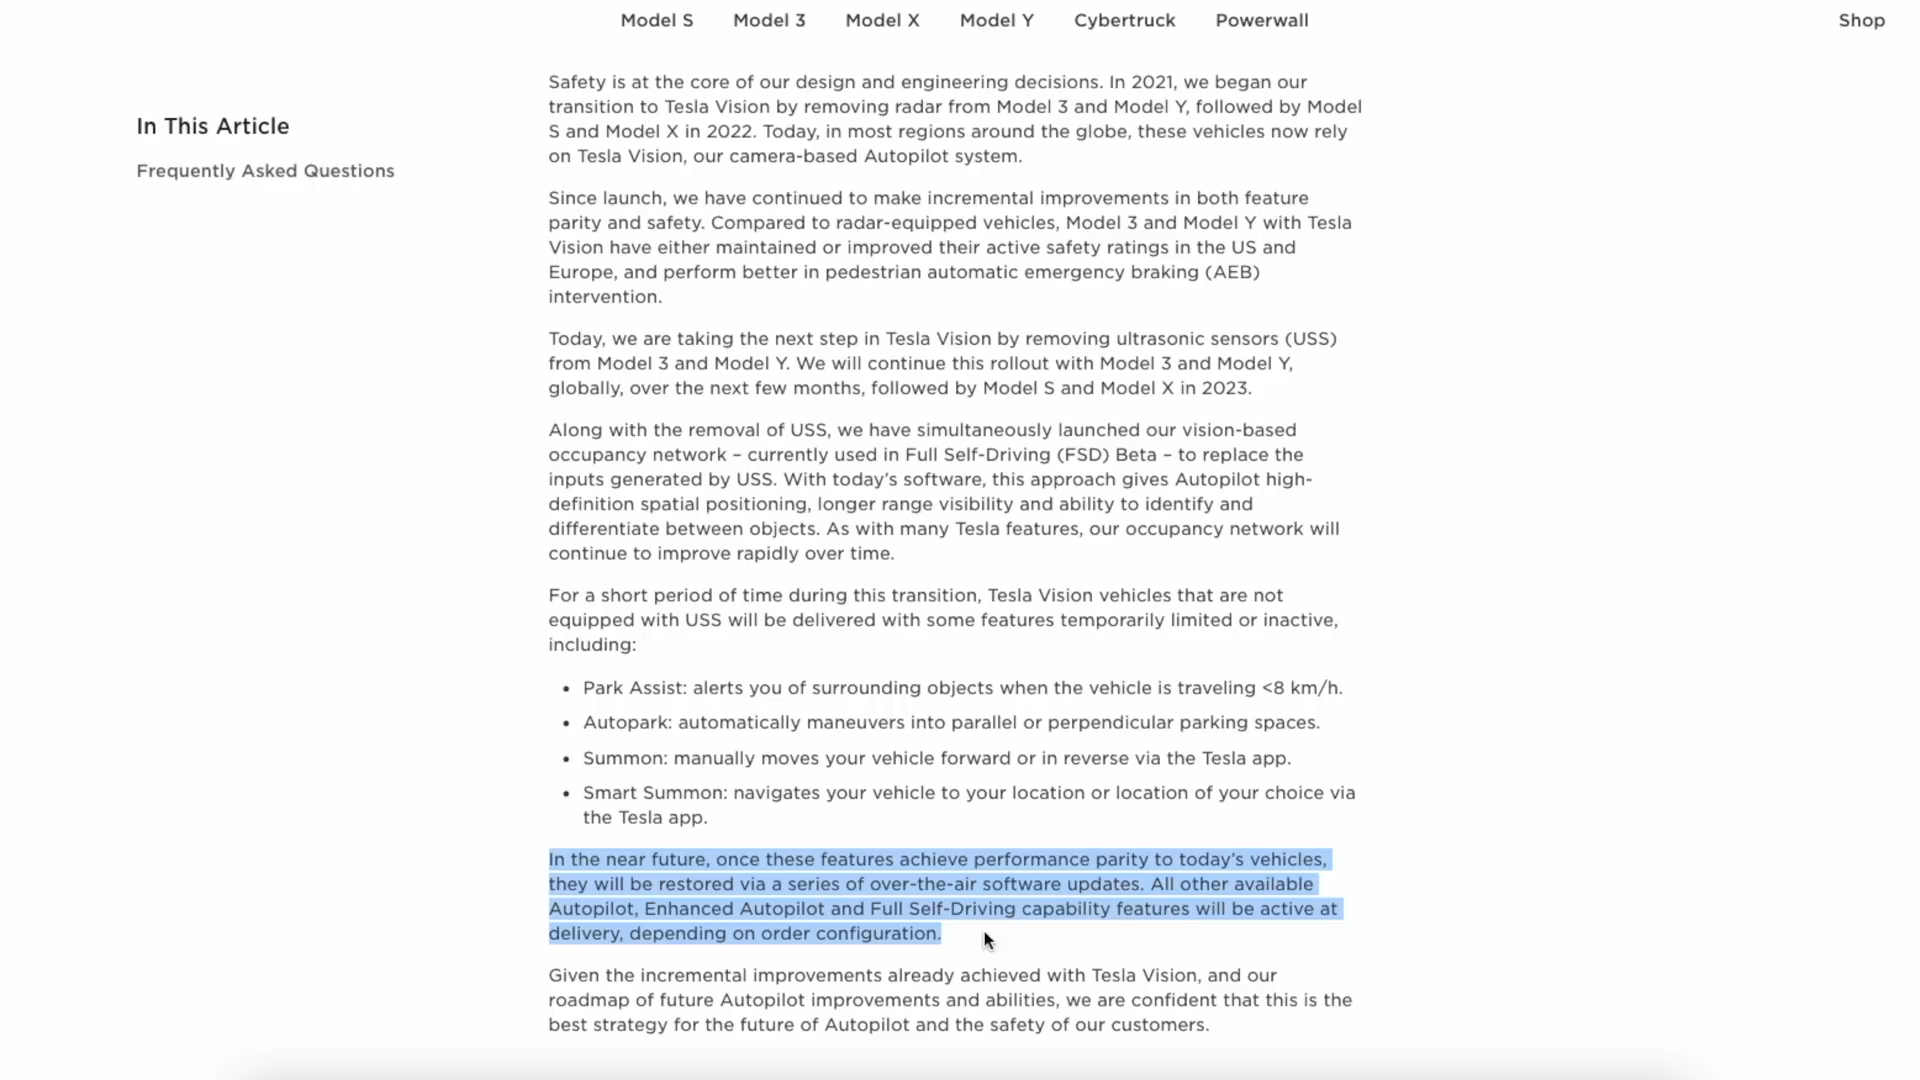 Model S Model 3 Model X Model Y Cybertruck Powerwall Shop
In This Article
Frequently Asked Questions
Safety is at the core of our design and engineering decisions. In 2021, we began our
transition to Tesla Vision by removing radar from Model 3 and Model Y, followed by Model
S and Model X in 2022. Today, in most regions around the globe, these vehicles now rely
on Tesla Vision, our camera-based Autopilot system.
Since launch, we have continued to make incremental improvements in both feature
parity and safety. Compared to radar-equipped vehicles, Model 3 and Model Y with Tesla
Vision have either maintained or improved their active safety ratings in the US and
Europe, and perform better in pedestrian automatic emergency braking (AEB)
intervention.
Today, we are taking the next step in Tesla Vision by removing ultrasonic sensors (USS)
from Model 3 and Model Y. We will continue this rollout with Model 3 and Model Y,
globally, over the next few months, followed by Model S and Model X in 2023.
Along with the removal of USS, we have simultaneously launched our vision-based
occupancy network – currently used in Full Self-Driving (FSD) Beta – to replace the
inputs generated by USS. With today’s software, this approach gives Autopilot high-
definition spatial positioning, longer range visibility and ability to identify and
differentiate between objects. As with many Tesla features, our occupancy network will
continue to improve rapidly over time.
For a short period of time during this transition, Tesla Vision vehicles that are not
equipped with USS will be delivered with some features temporarily limited or inactive,
including:
• Park Assist: alerts you of surrounding objects when the vehicle is traveling <8 km/h.
• Autopark: automatically maneuvers into parallel or perpendicular parking spaces.
• Summon: manually moves your vehicle forward or in reverse via the Tesla app.
• Smart Summon: navigates your vehicle to your location or location of your choice via
the Tesla app.
In the near future, once these features achieve performance parity to today’s vehicles,
they will be restored via a series of over-the-air software updates. All other available
Autopilot, Enhanced Autopilot and Full Self-Driving capability features will be active at
delivery, depending on order configuration.
Given the incremental improvements already achieved with Tesla Vision, and our
roadmap of future Autopilot improvements and abilities, we are confident that this is the
best strategy for the future of Autopilot and the safety of our customers.